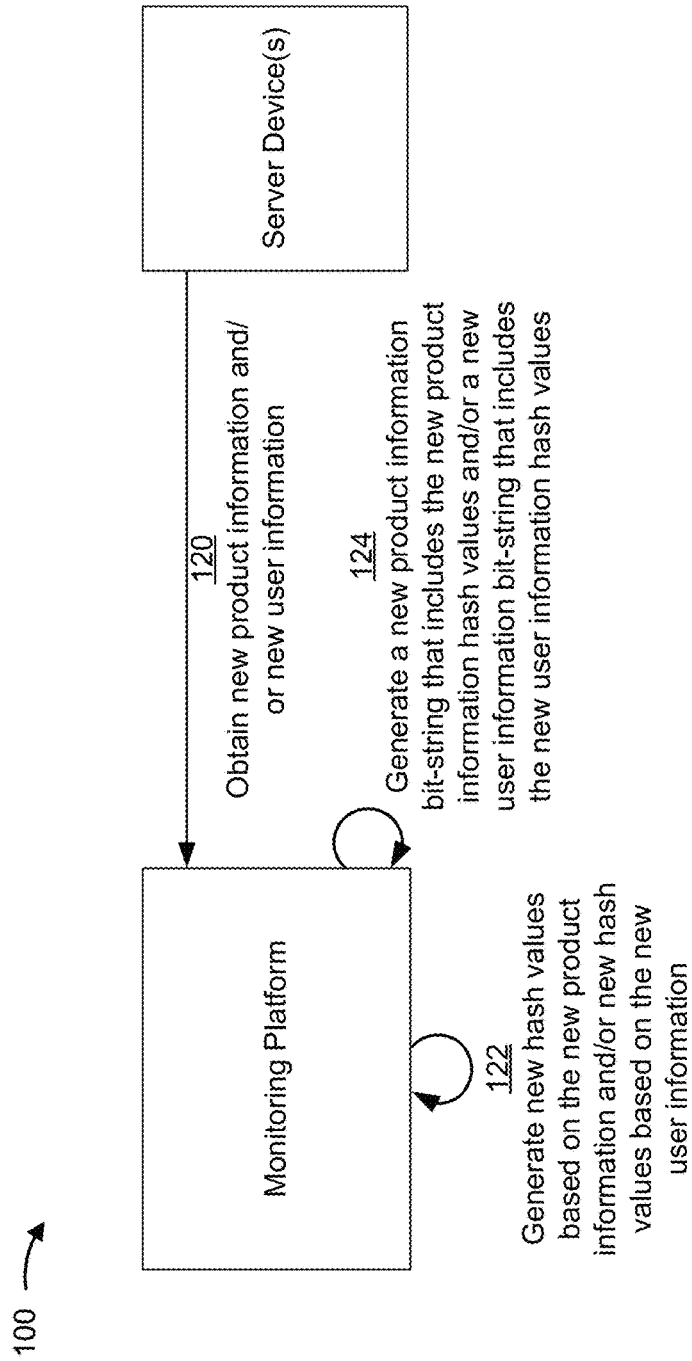 100
Monitoring Platform
Server Device(s)
120
Obtain new product information and/
or new user information
122
Generate new hash values
based on the new product
information and/or new hash
values based on the new
user information
124
Generate a new product information
bit-string that includes the new product
information hash values and/or a new
user information bit-string that includes
the new user information hash values